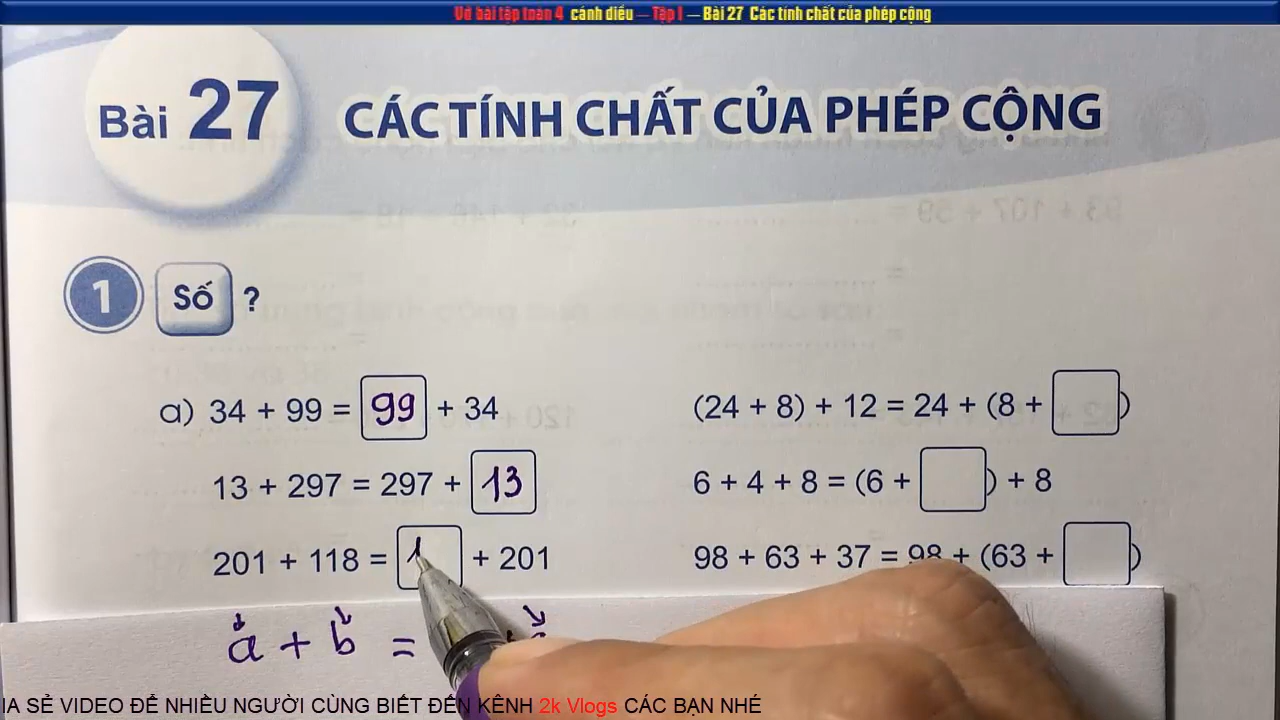 Vở bài tập toán 4 cánh diều – Tập 1 – Bài 27 Các tính chất của phép cộng
Bài 27 CÁC TÍNH CHẤT CỦA PHÉP CỘNG
1 Số ?
a) 34 + 99 = 99 + 34
(24 + 8) + 12 = 24 + (8 + )
13 + 297 = 297 + 13
6 + 4 + 8 = (6 + ) + 8
201 + 118 = 1 + 201
98 + 63 + 37 = 98 + (63 + )
a + b =
IA SẺ VIDEO ĐỂ NHIỀU NGƯỜI CÙNG BIẾT ĐẾN KÊNH 2k Vlogs CÁC BẠN NHÉ